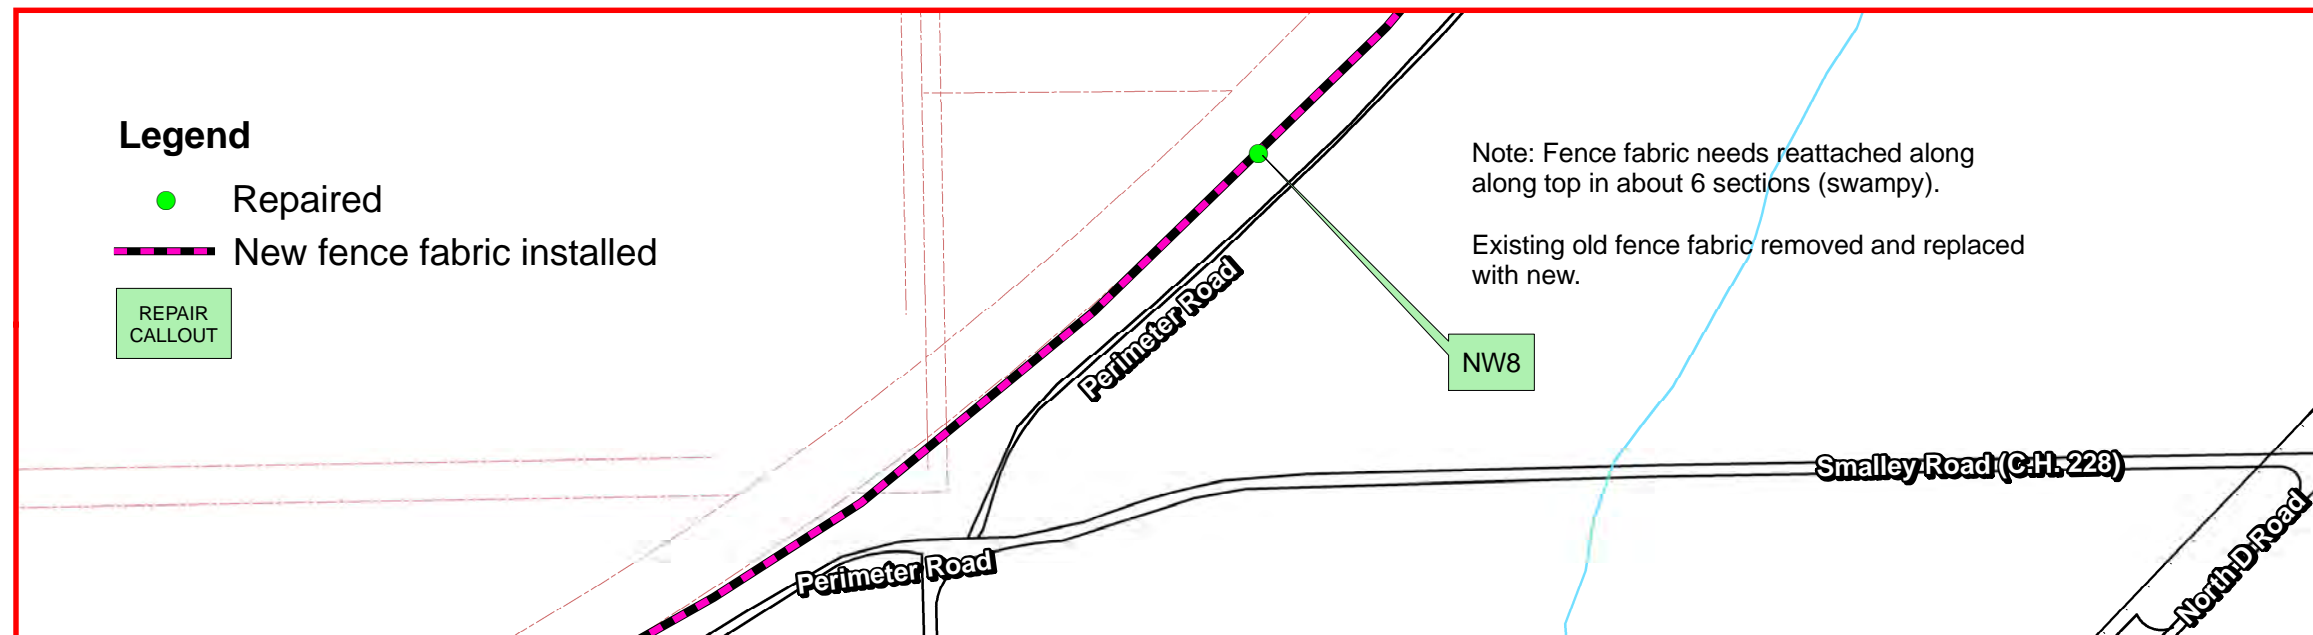 Legend
Repaired
New fence fabric installed
REPAIR
CALLOUT
Note: Fence fabric needs reattached along
along top in about 6 sections (swampy).
Existing old fence fabric removed and replaced
with new.
Perimeter Road
NW8
Smalley Road (C.H. 228)
Perimeter Road
North D Road